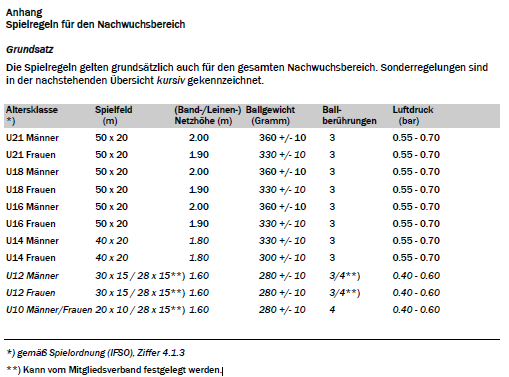 Anhang
Spielregeln für den Nachwuchsbereich
Grundsatz
Die Spielregeln gelten grundsätzlich auch für den gesamten Nachwuchsbereich. Sonderregelungen sind
in der nachstehenden Übersicht kursiv gekennzeichnet.
Altersklasse Spielfeld (Band-/Leinen-) Ballgewicht Ball- Luftdruck
*) (m) Netzhöhe (m) (Gramm) berührungen (bar)
U21 Männer 50 x 20 2.00 360 +/- 10 3 0.55 - 0.70
U21 Frauen 50 x 20 1.90 330 +/- 10 3 0.55 - 0.70
U18 Männer 50 x 20 2.00 360 +/- 10 3 0.55 - 0.70
U18 Frauen 50 x 20 1.90 330 +/- 10 3 0.55 - 0.70
U16 Männer 50 x 20 2.00 360 +/- 10 3 0.55 - 0.70
U16 Frauen 50 x 20 1.90 330 +/- 10 3 0.55 - 0.70
U14 Männer 40 x 20 1.80 330 +/- 10 3 0.55 - 0.70
U14 Frauen 40 x 20 1.80 300 +/- 10 3 0.55 - 0.70
U12 Männer 30 x 15 / 28 x 15**) 1.60 280 +/- 10 3/4**) 0.40 - 0.60
U12 Frauen 30 x 15 / 28 x 15**) 1.60 280 +/- 10 3/4**) 0.40 - 0.60
U10 Männer/Frauen 20 x 10 / 28 x 15**) 1.60 280 +/- 10 4 0.40 - 0.60
*) gemäß Spielordnung (IFSO), Ziffer 4.1.3
**) Kann vom Mitgliedsverband festgelegt werden.